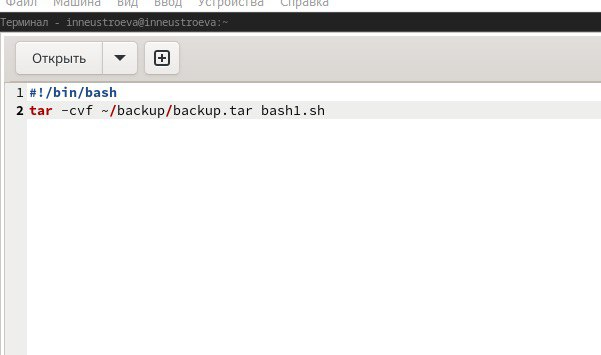 Файл Машина Вид Ввод Устройства Справка
Терминал - inneustroeva@inneustroeva:~
Открыть
1 #!/bin/bash
2 tar -cvf ~/backup/backup.tar bash1.sh